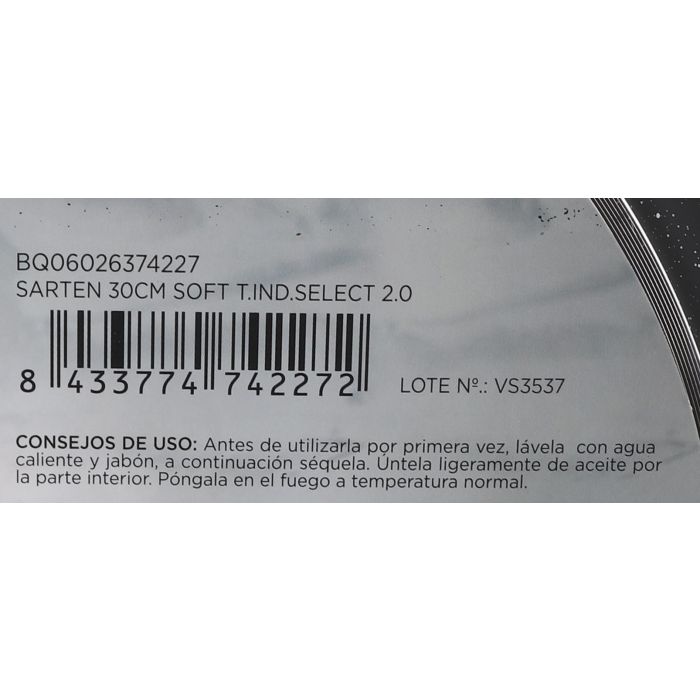 BQ06026374227
SARTEN 30CM SOFT T.IND.SELECT 2.0
8 433774 742272
LOTE Nº.: VS3537
CONSEJOS DE USO: Antes de utilizarla por primera vez, lávela con agua
caliente y jabón, a continuación séquela. Úntela ligeramente de aceite por
la parte interior. Póngala en el fuego a temperatura normal.